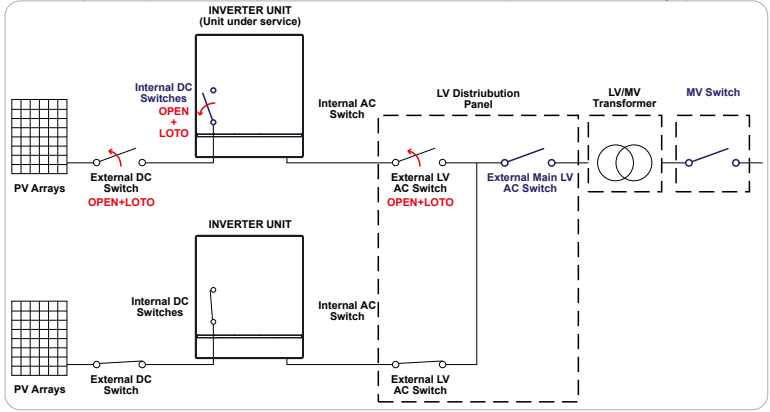 INVERTER UNIT
(Unit under service)
Internal DC
Switches
OPEN
+
LOTO
Internal AC
Switch
LV Distriubution
Panel
LV/MV
Transformer
MV Switch
PV Arrays
External DC
Switch
OPEN+LOTO
External LV
AC Switch
OPEN+LOTO
External Main LV
AC Switch
INVERTER UNIT
Internal DC
Switches
Internal AC
Switch
PV Arrays
External DC
Switch
External LV
AC Switch